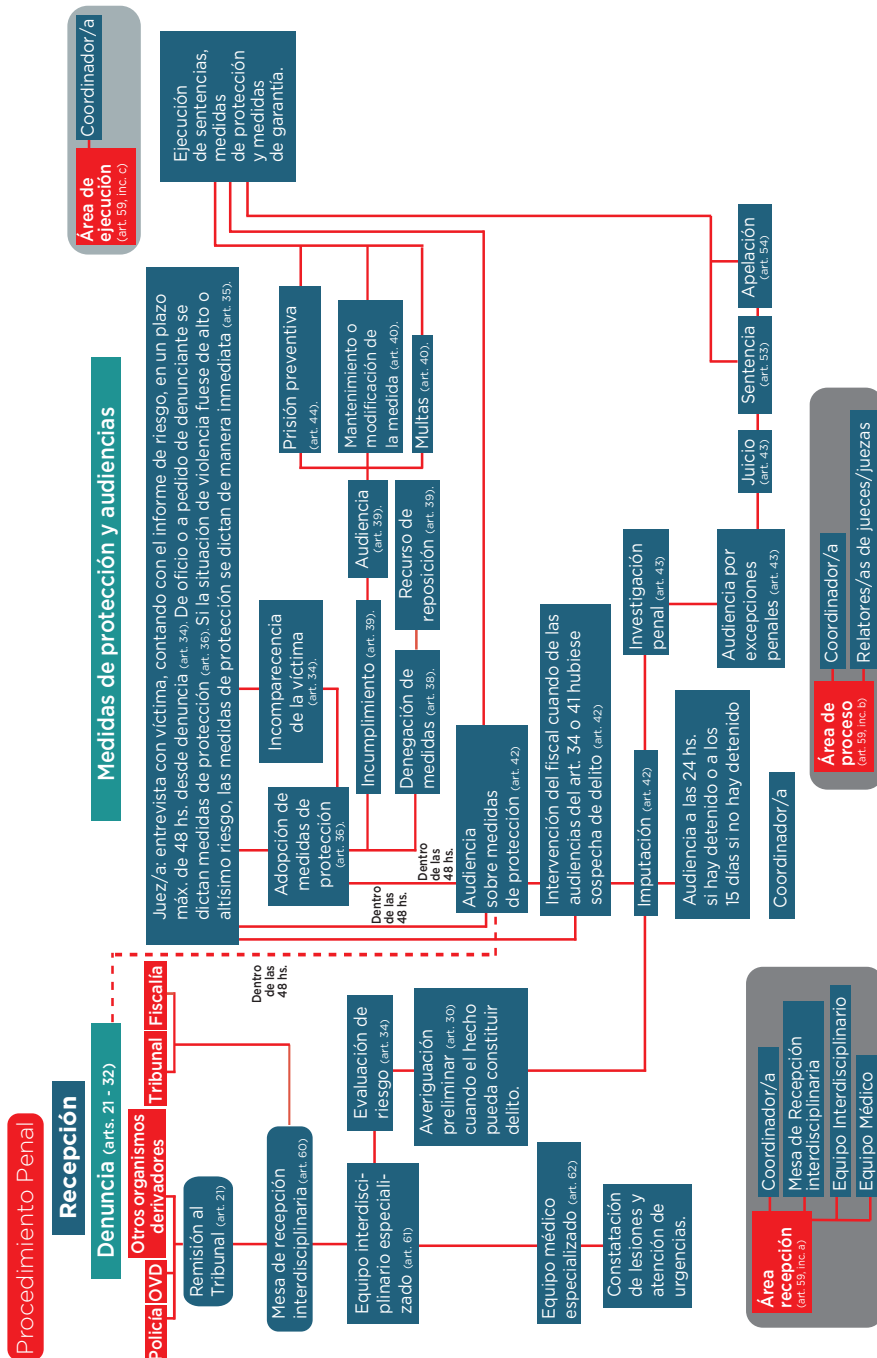 Procedimiento Penal
Recepción
Denuncia (arts. 21 - 32)
Policía
OVD
Otros organismos
derivadores
Tribunal
Fiscalía
Remisión al
Tribunal (art. 21)
Mesa de recepción
interdisciplinaria (art. 60)
Equipo interdisci-
plinario especiali-
zado (art. 61)
Evaluación de
riesgo (art. 34)
Averiguación
preliminar (art. 30)
cuando el hecho
pueda constituir
delito.
Equipo médico
especializado (art. 62)
Constatación
de lesiones y
atención de
urgencias.
Área
recepción
(art. 59, inc. a)
Coordinador/a
Mesa de Recepción
interdisciplinaria
Equipo Interdisciplinario
Equipo Médico
Medidas de protección y audiencias
Juez/a: entrevista con víctima, contando con el informe de riesgo, en un plazo
máx. de 48 hs. desde denuncia (art. 34). De oficio o a pedido de denunciante se
dictan medidas de protección (art. 36). Si la situación de violencia fuese de alto o
altísimo riesgo, las medidas de protección se dictan de manera inmediata (art. 35).
Dentro
de las
48 hs.
Dentro
de las
48 hs.
Dentro
de las
48 hs.
Adopción de
medidas de
protección
(art. 36).
Incomparecencia
de la víctima
(art. 34).
Incumplimiento (art. 39).
Audiencia
(art. 39).
Prisión preventiva
(art. 44).
Mantenimiento o
modificación de
la medida (art. 40).
Multas (art. 40).
Denegación de
medidas (art. 38).
Recurso de
reposición (art. 39).
Audiencia
sobre medidas
de protección (art. 42)
Intervención del fiscal cuando de las
audiencias del art. 34 o 41 hubiese
sospecha de delito (art. 42)
Imputación (art. 42)
Investigación
penal (art. 43)
Audiencia a las 24 hs.
si hay detenido o a los
15 días si no hay detenido
Audiencia por
excepciones
penales (art. 43)
Juicio
(art. 43)
Sentencia
(art. 53)
Apelación
(art. 54)
Coordinador/a
Área de
proceso
(art. 59, inc. b)
Coordinador/a
Relatores/as de jueces/juezas
Área de
ejecución
(art. 59, inc. c)
Coordinador/a
Ejecución
de sentencias,
medidas
de protección
y medidas
de garantía.